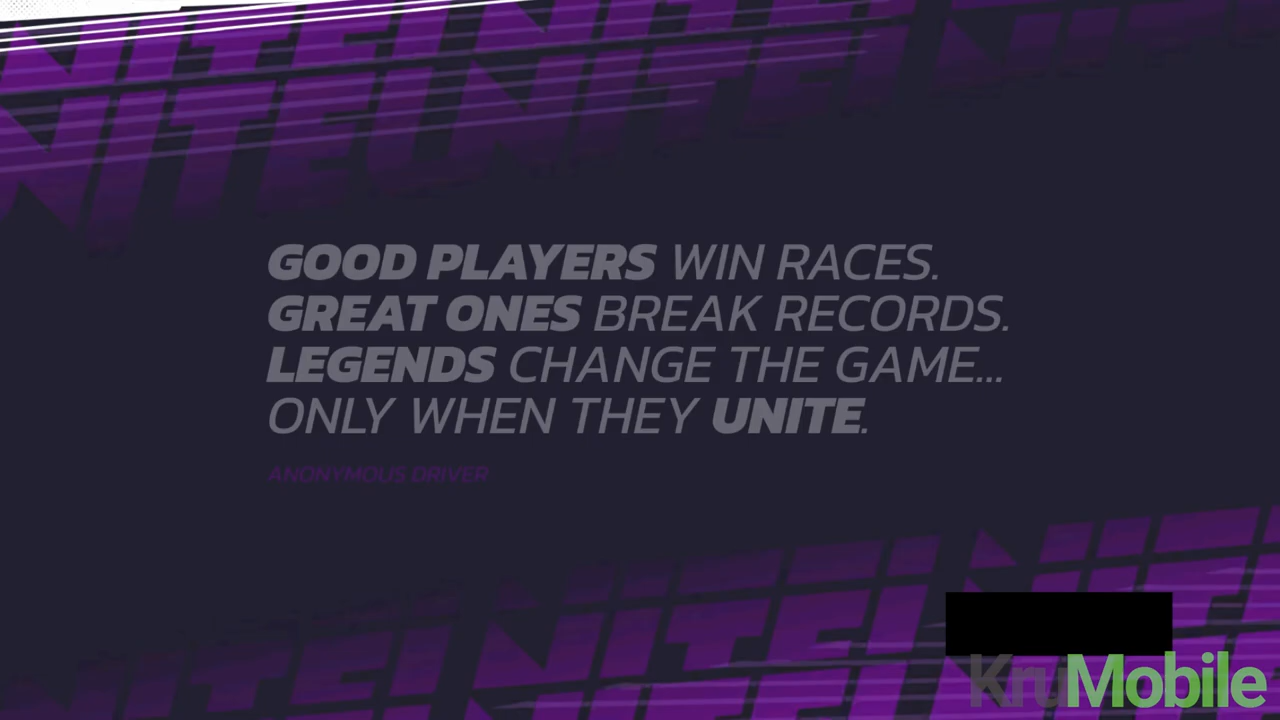 GOOD PLAYERS WIN RACES.
GREAT ONES BREAK RECORDS.
LEGENDS CHANGE THE GAME...
ONLY WHEN THEY UNITE.
ANONYMOUS DRIVER
KruMobile